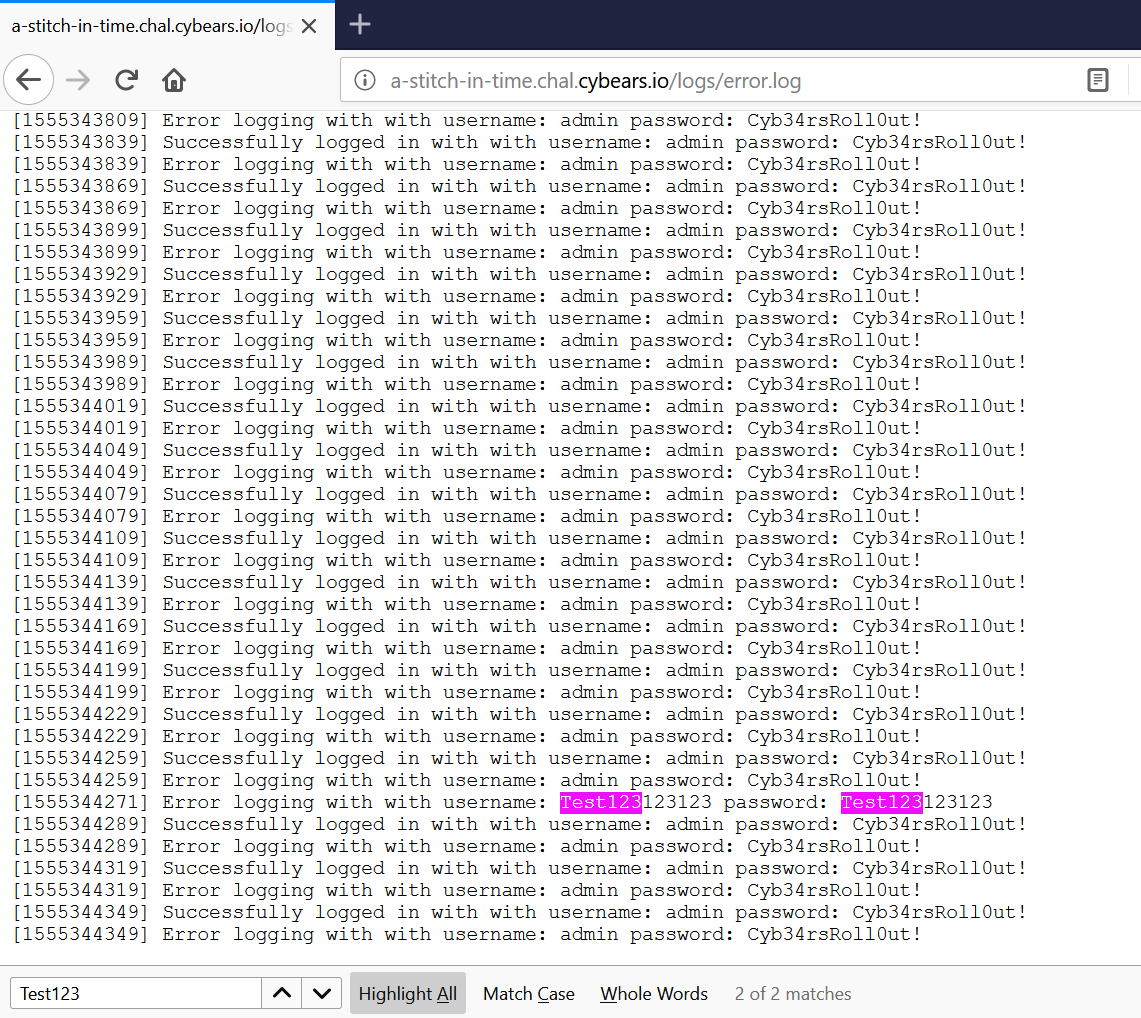 a-stitch-in-time.chal.cybears.io/logs
a-stitch-in-time.chal.cybears.io/logs/error.log
[1555343809] Error logging with with username: admin password: Cyb34rsRoll0ut!
[1555343839] Successfully logged in with with username: admin password: Cyb34rsRoll0ut!
[1555343839] Error logging with with username: admin password: Cyb34rsRoll0ut!
[1555343869] Successfully logged in with with username: admin password: Cyb34rsRoll0ut!
[1555343869] Error logging with with username: admin password: Cyb34rsRoll0ut!
[1555343899] Successfully logged in with with username: admin password: Cyb34rsRoll0ut!
[1555343899] Error logging with with username: admin password: Cyb34rsRoll0ut!
[1555343929] Successfully logged in with with username: admin password: Cyb34rsRoll0ut!
[1555343929] Error logging with with username: admin password: Cyb34rsRoll0ut!
[1555343959] Successfully logged in with with username: admin password: Cyb34rsRoll0ut!
[1555343959] Error logging with with username: admin password: Cyb34rsRoll0ut!
[1555343989] Successfully logged in with with username: admin password: Cyb34rsRoll0ut!
[1555343989] Error logging with with username: admin password: Cyb34rsRoll0ut!
[1555344019] Successfully logged in with with username: admin password: Cyb34rsRoll0ut!
[1555344019] Error logging with with username: admin password: Cyb34rsRoll0ut!
[1555344049] Successfully logged in with with username: admin password: Cyb34rsRoll0ut!
[1555344049] Error logging with with username: admin password: Cyb34rsRoll0ut!
[1555344079] Successfully logged in with with username: admin password: Cyb34rsRoll0ut!
[1555344079] Error logging with with username: admin password: Cyb34rsRoll0ut!
[1555344109] Successfully logged in with with username: admin password: Cyb34rsRoll0ut!
[1555344109] Error logging with with username: admin password: Cyb34rsRoll0ut!
[1555344139] Successfully logged in with with username: admin password: Cyb34rsRoll0ut!
[1555344139] Error logging with with username: admin password: Cyb34rsRoll0ut!
[1555344169] Successfully logged in with with username: admin password: Cyb34rsRoll0ut!
[1555344169] Error logging with with username: admin password: Cyb34rsRoll0ut!
[1555344199] Successfully logged in with with username: admin password: Cyb34rsRoll0ut!
[1555344199] Error logging with with username: admin password: Cyb34rsRoll0ut!
[1555344229] Successfully logged in with with username: admin password: Cyb34rsRoll0ut!
[1555344229] Error logging with with username: admin password: Cyb34rsRoll0ut!
[1555344259] Successfully logged in with with username: admin password: Cyb34rsRoll0ut!
[1555344259] Error logging with with username: admin password: Cyb34rsRoll0ut!
[1555344271] Error logging with with username: Test123123123 password: Test123123123
[1555344289] Successfully logged in with with username: admin password: Cyb34rsRoll0ut!
[1555344289] Error logging with with username: admin password: Cyb34rsRoll0ut!
[1555344319] Successfully logged in with with username: admin password: Cyb34rsRoll0ut!
[1555344319] Error logging with with username: admin password: Cyb34rsRoll0ut!
[1555344349] Successfully logged in with with username: admin password: Cyb34rsRoll0ut!
[1555344349] Error logging with with username: admin password: Cyb34rsRoll0ut!
Test123 Highlight All Match Case Whole Words 2 of 2 matches